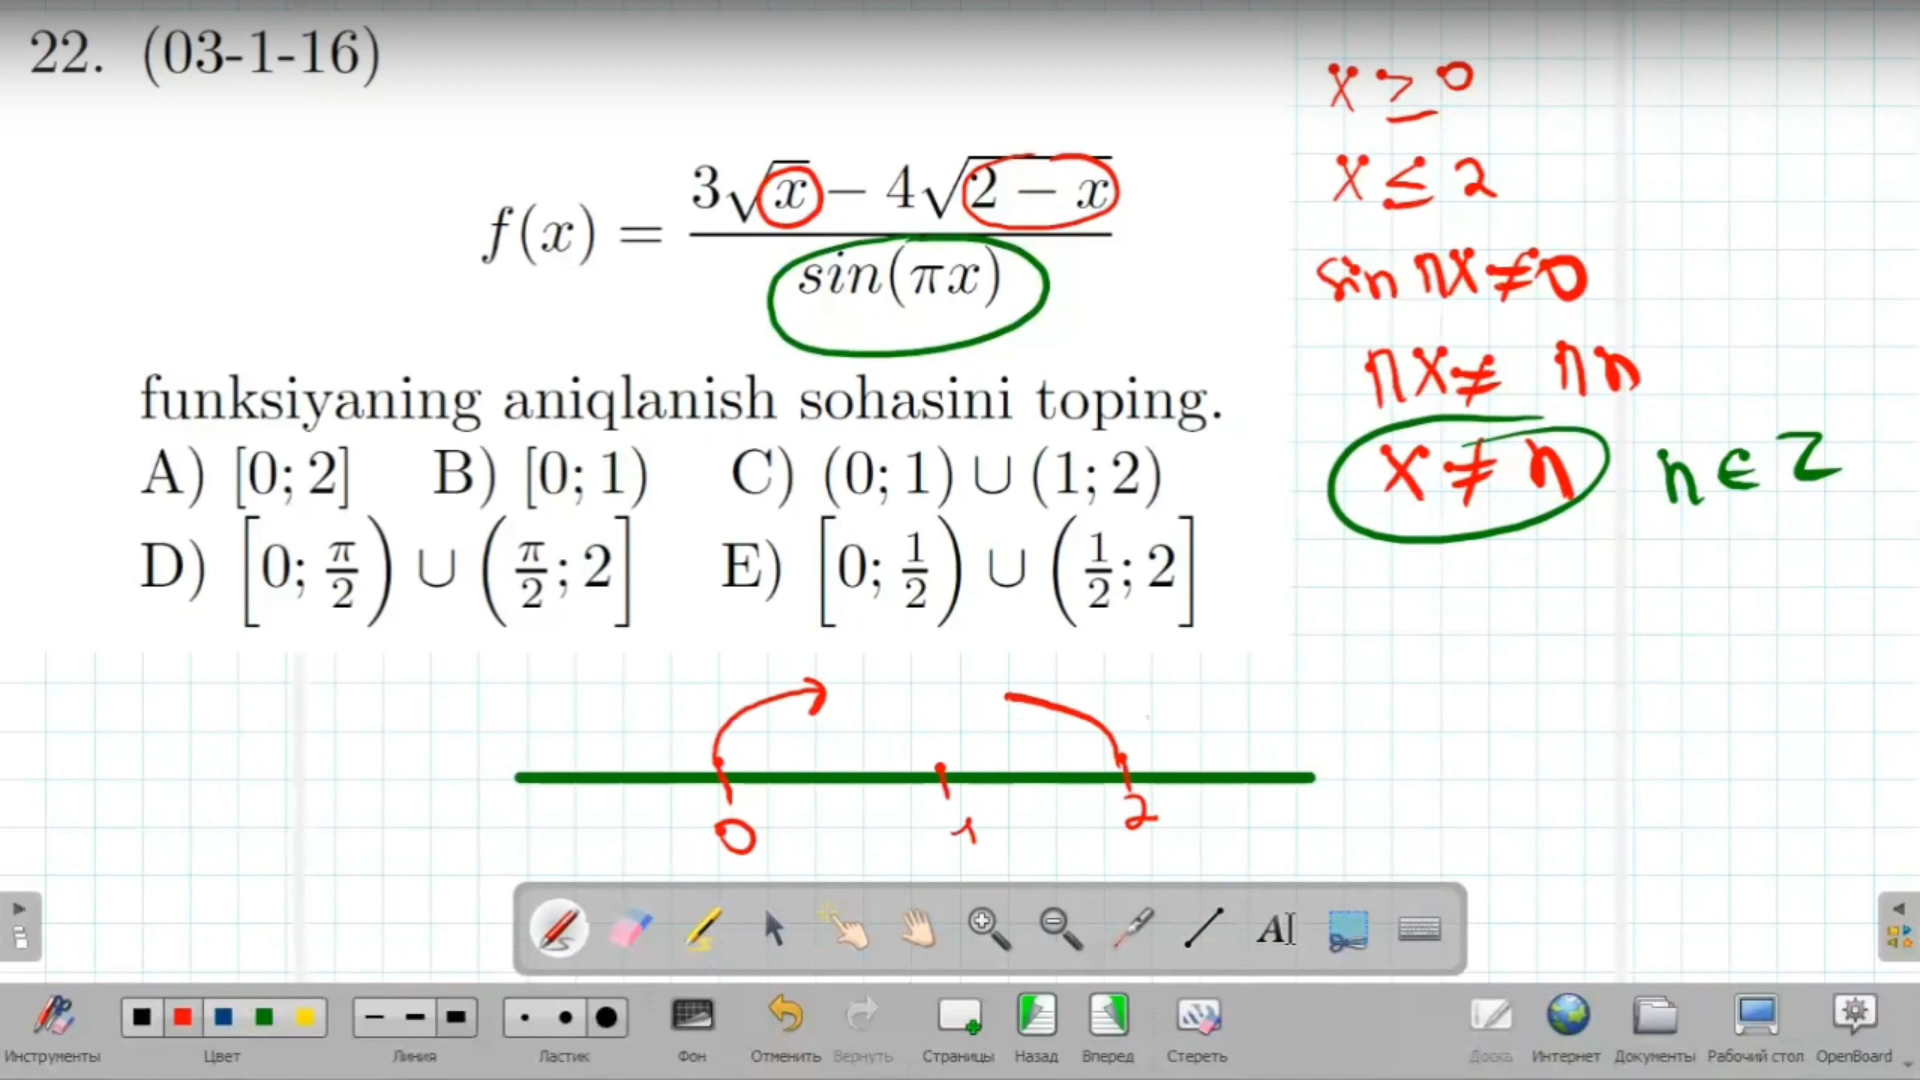 22. (03-1-16)
f(x) = \frac{3\sqrt{x} − 4\sqrt{2 − x}}{sin(πx)}
funksiyaning aniqlanish sohasini toping.
A) [0; 2] B) [0; 1) C) (0; 1) ∪ (1; 2)
D) [0; π/2) ∪ (π/2; 2] E) [0; 1/2) ∪ (1/2; 2]
x ≥ 0
x ≤ 2
sin πx ≠ 0
πx ≠ πn
x ≠ n n ∈ Z
0 1 2
Инструменты Цвет Линия Ластик Фон Отменить Вернуть Страницы Назад Вперед Стереть Доска Интернет Документы Рабочий стол OpenBoard